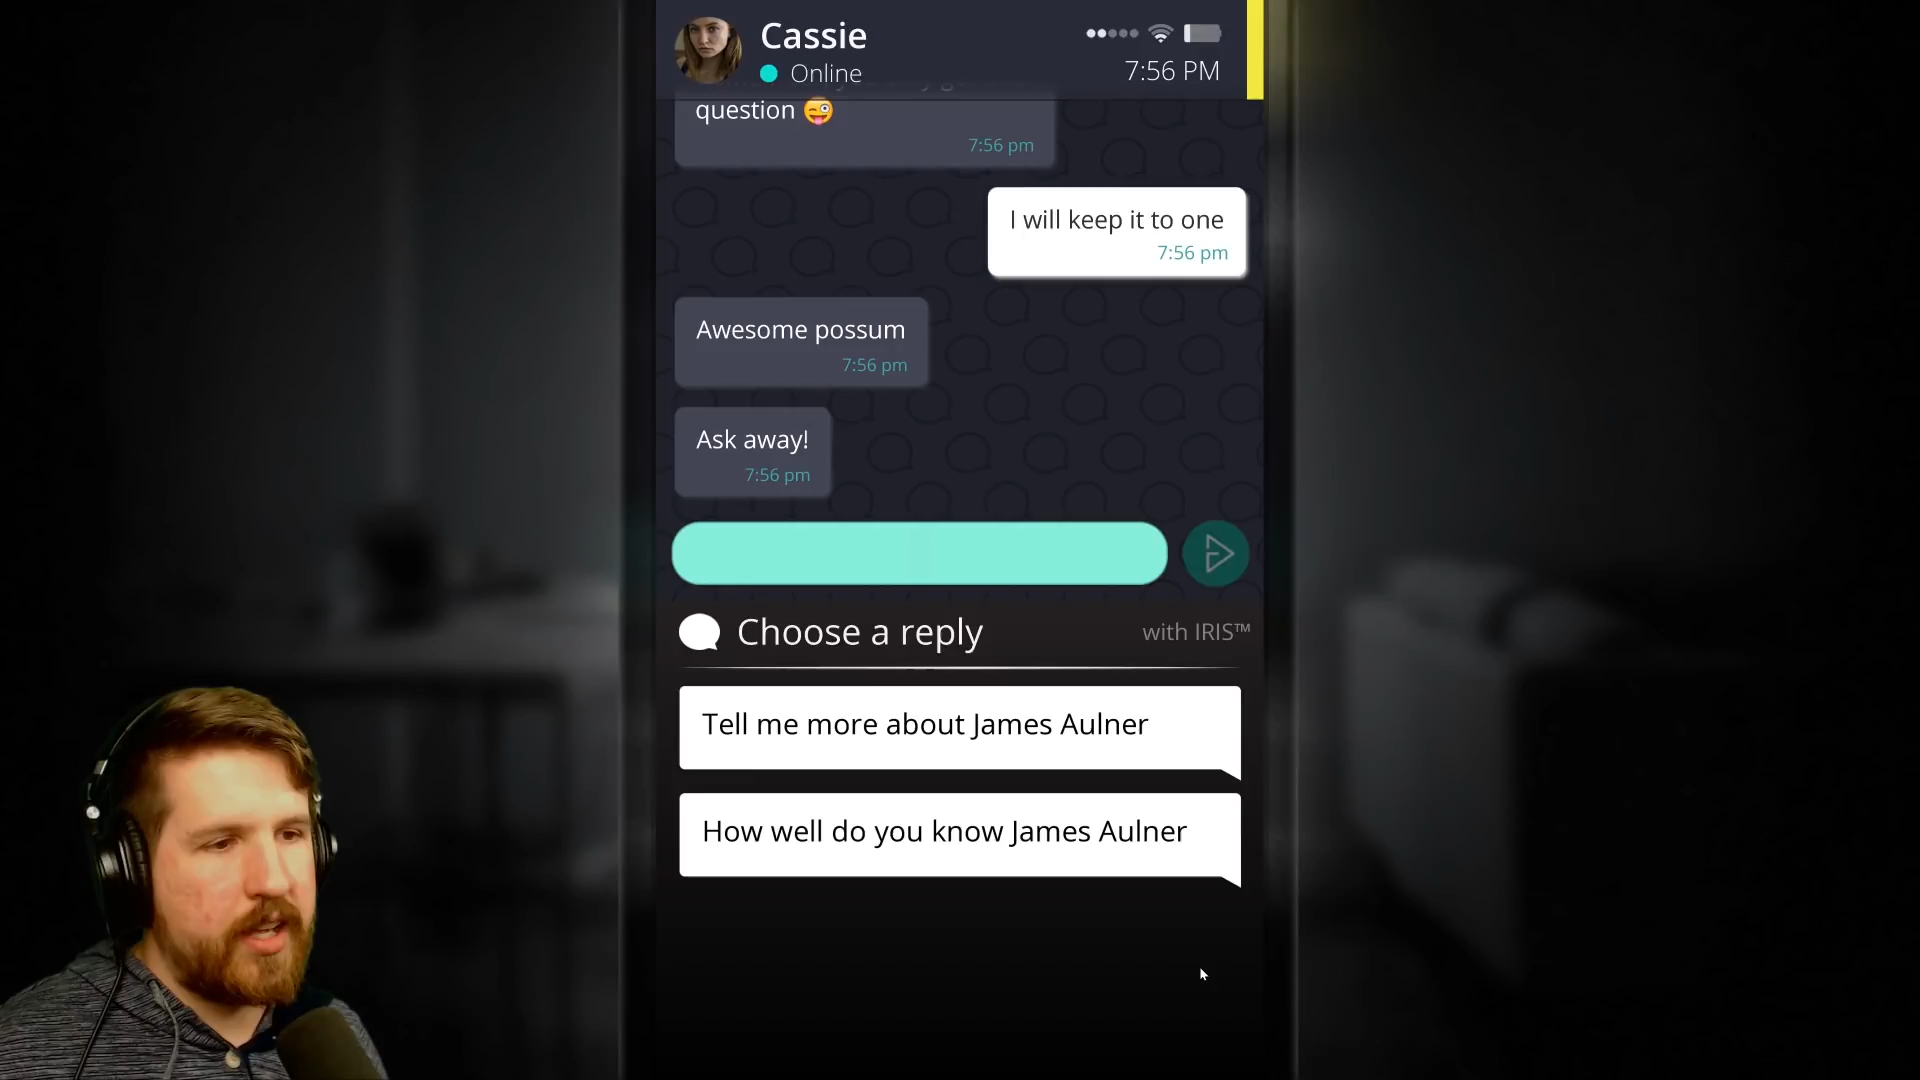 Cassie
Online
7:56 PM
question 😜
7:56 pm
I will keep it to one
7:56 pm
Awesome possum
7:56 pm
Ask away!
7:56 pm
Choose a reply
with IRIS™
Tell me more about James Aulner
How well do you know James Aulner